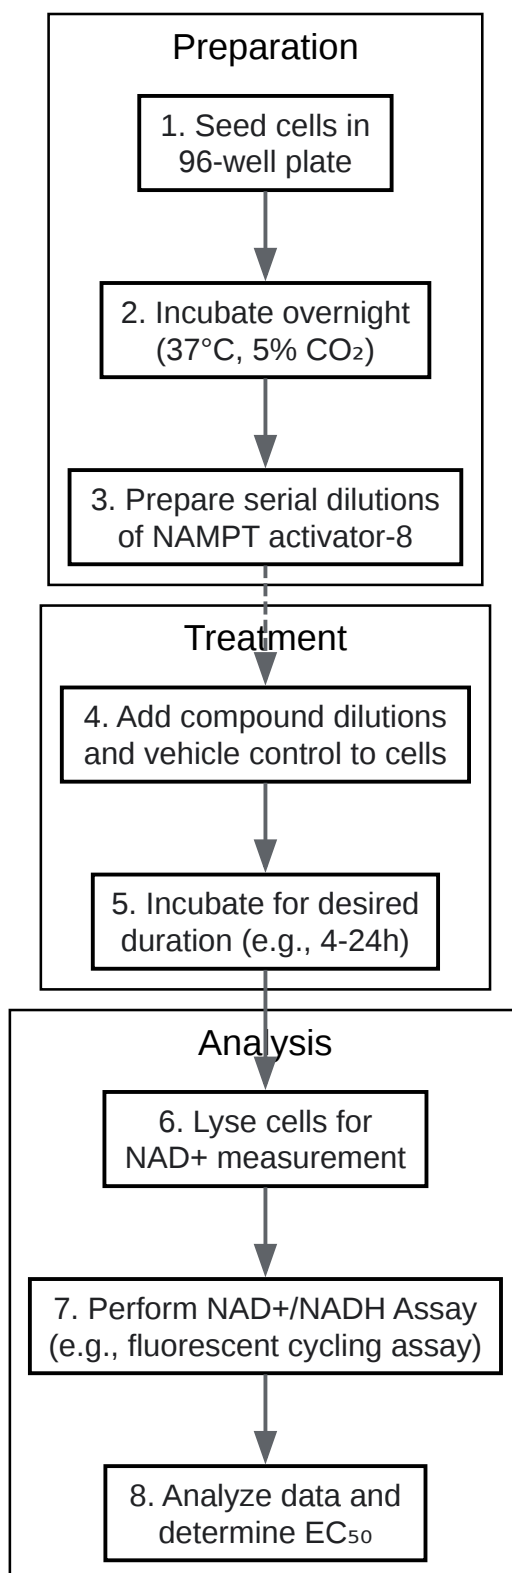 Preparation
1. Seed cells in
96-well plate
2. Incubate overnight
(37°C, 5% CO₂)
3. Prepare serial dilutions
of NAMPT activator-8
Treatment
4. Add compound dilutions
and vehicle control to cells
5. Incubate for desired
duration (e.g., 4-24h)
Analysis
6. Lyse cells for
NAD+ measurement
7. Perform NAD+/NADH Assay
(e.g., fluorescent cycling assay)
8. Analyze data and
determine EC₅₀